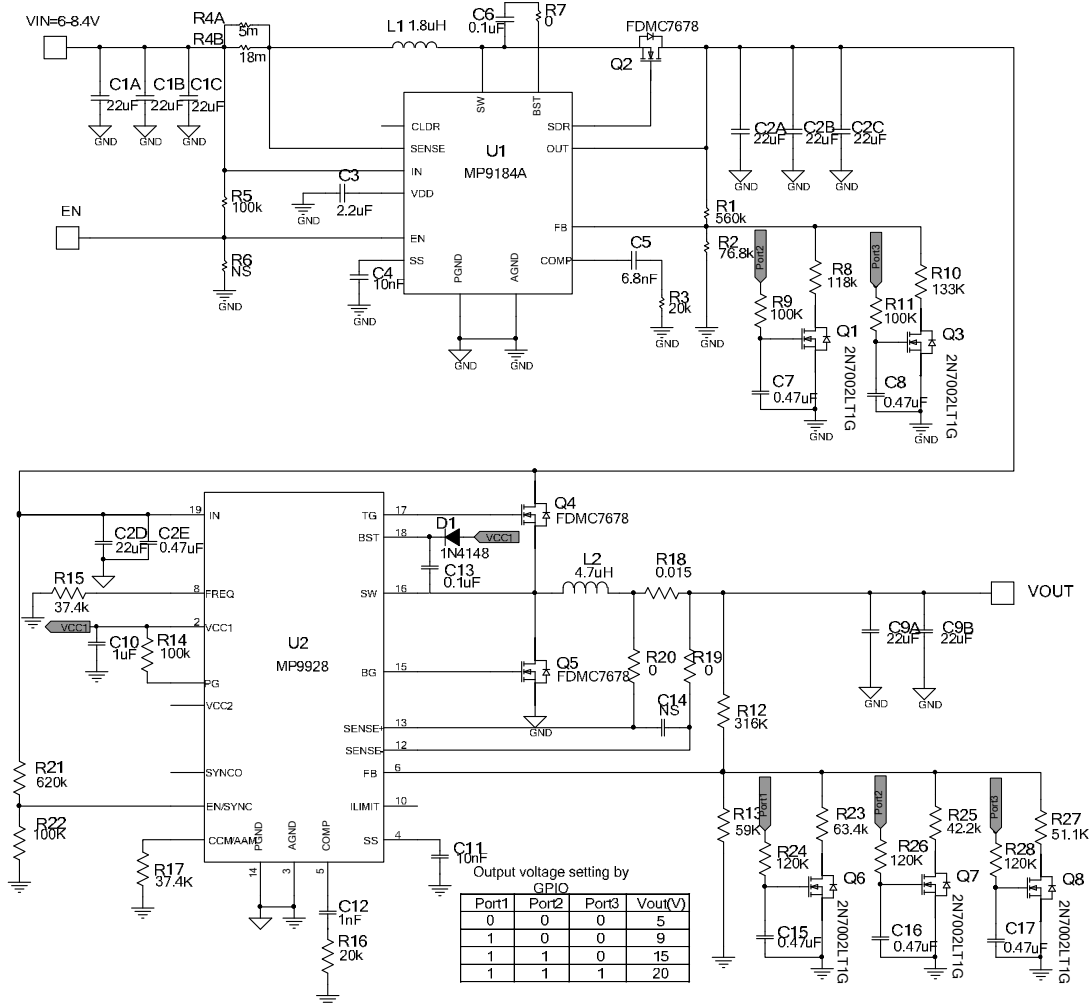 VIN=6-8.4V
R4A
5m
R4B
18m
L1 1.8uH
C6
0.1uF
R7
0
FDMC7678
Q2
C1A
22uF
C1B
22uF
C1C
22uF
GND
GND
GND
SW
BST
CLDR
SENSE
IN
VDD
EN
SS
PGND
AGND
SDR
OUT
FB
COMP
U1
MP9184A
C3
2.2uF
GND
R5
100k
EN
R6
NS
GND
C4
10nF
GND
GND
GND
C5
6.8nF
R3
20k
GND
R1
560k
R2
76.8k
GND
C2A
22uF
C2B
22uF
C2C
22uF
GND
GND
GND
Port2
R9
100K
R8
118k
Q1
2N7002LT1G
C7
0.47uF
GND
Port3
R11
100K
R10
133K
Q3
2N7002LT1G
C8
0.47uF
GND
19
IN
C2D
22uF
C2E
0.47uF
R15
37.4k
8
FREQ
VCC1
2
VCC1
C10
1uF
R14
100k
PG
VCC2
SYNCO
EN/SYNC
CCM/AAM
R21
620k
R22
100K
R17
37.4K
U2
MP9928
PGND
AGND
COMP
14
3
5
C12
1nF
R16
20k
TG
17
BST
18
SW
16
BG
15
SENSE+
13
SENSE-
12
FB
6
ILIMIT
10
SS
4
C11
10nF
D1
1N4148
VCC1
C13
0.1uF
Q4
FDMC7678
Q5
FDMC7678
GND
L2
4.7uH
R18
0.015
R20
0
R19
0
C14
NS
VOUT
C9A
22uF
C9B
22uF
GND
GND
R12
316K
R13
59K
Port1
R24
120K
R23
63.4k
Q6
2N7002LT1G
C15
0.47uF
Port2
R26
120K
R25
42.2k
Q7
2N7002LT1G
C16
0.47uF
Port3
R28
120K
R27
51.1K
Q8
2N7002LT1G
C17
0.47uF
Output voltage setting by
GPIO
Port1 Port2 Port3 Vout(V)
0 0 0 5
1 0 0 9
1 1 0 15
1 1 1 20